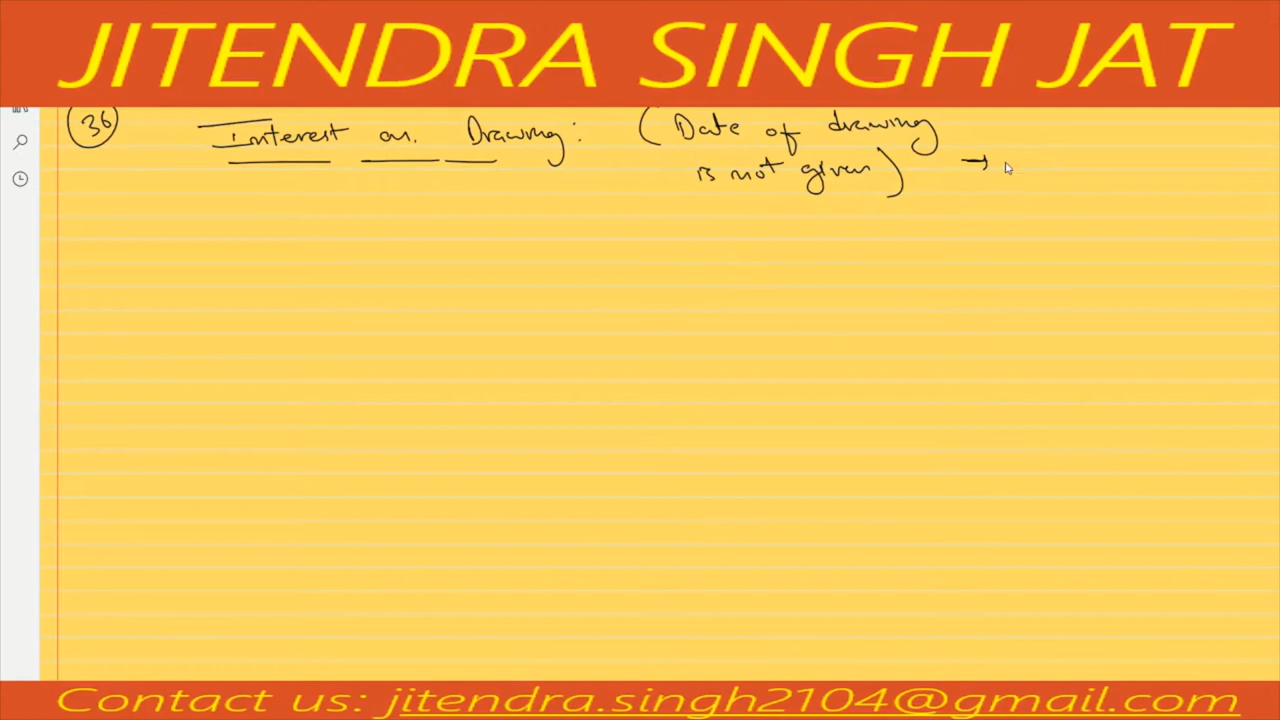 JITENDRA SINGH JAT
36 Interest on. Drawing: (Date of drawing
is not given) →
Contact us: jitendra.singh2104@gmail.com